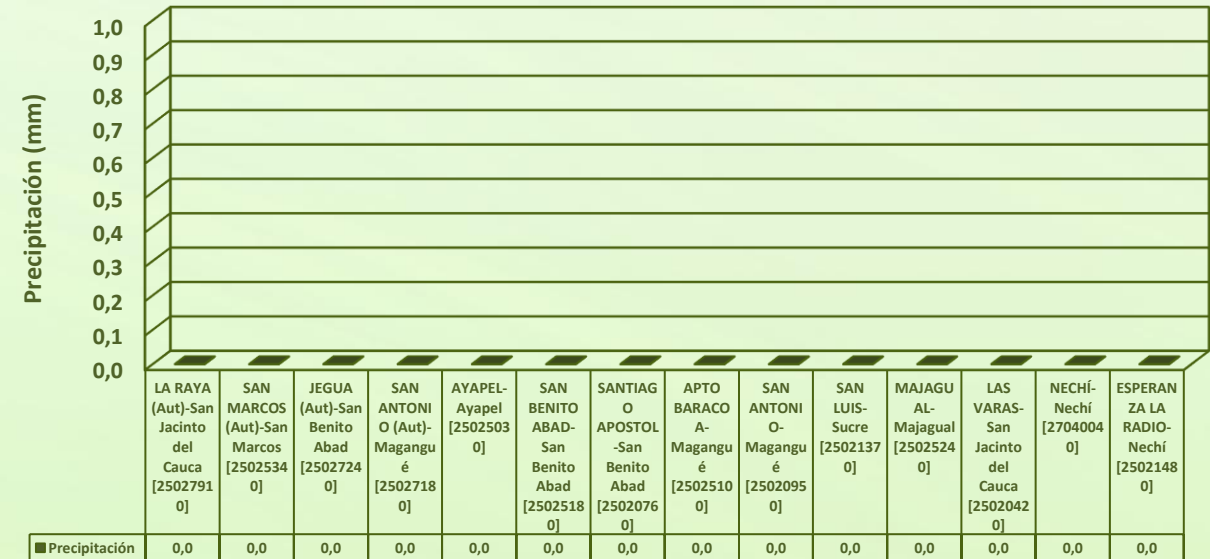 Precipitación (mm)
1,0
0,9
0,8
0,7
0,6
0,5
0,4
0,3
0,2
0,1
0,0
LA RAYA
(Aut)-San
Jacinto
del
Cauca
[2502791
0]
SAN
MARCOS
(Aut)-San
Marcos
[2502534
0]
JEGUA
(Aut)-San
Benito
Abad
[2502724
0]
SAN
ANTONI
O (Aut)-
Magangu
é
[2502718
0]
AYAPEL-
Ayapel
[2502503
0]
SAN
BENITO
ABAD-
San
Benito
Abad
[2502518
0]
SANTIAG
O
APOSTOL
-San
Benito
Abad
[2502076
0]
APTO
BARACO
A-
Magangu
é
[2502510
0]
SAN
ANTONI
O-
Magangu
é
[2502095
0]
SAN
LUIS-
Sucre
[2502137
0]
MAJAGU
AL-
Majagual
[2502524
0]
LAS
VARAS-
San
Jacinto
del
Cauca
[2502042
0]
NECHÍ-
Nechí
[2704004
0]
ESPERAN
ZA LA
RADIO-
Nechí
[2502148
0]
Precipitación 0,0 0,0 0,0 0,0 0,0 0,0 0,0 0,0 0,0 0,0 0,0 0,0 0,0 0,0